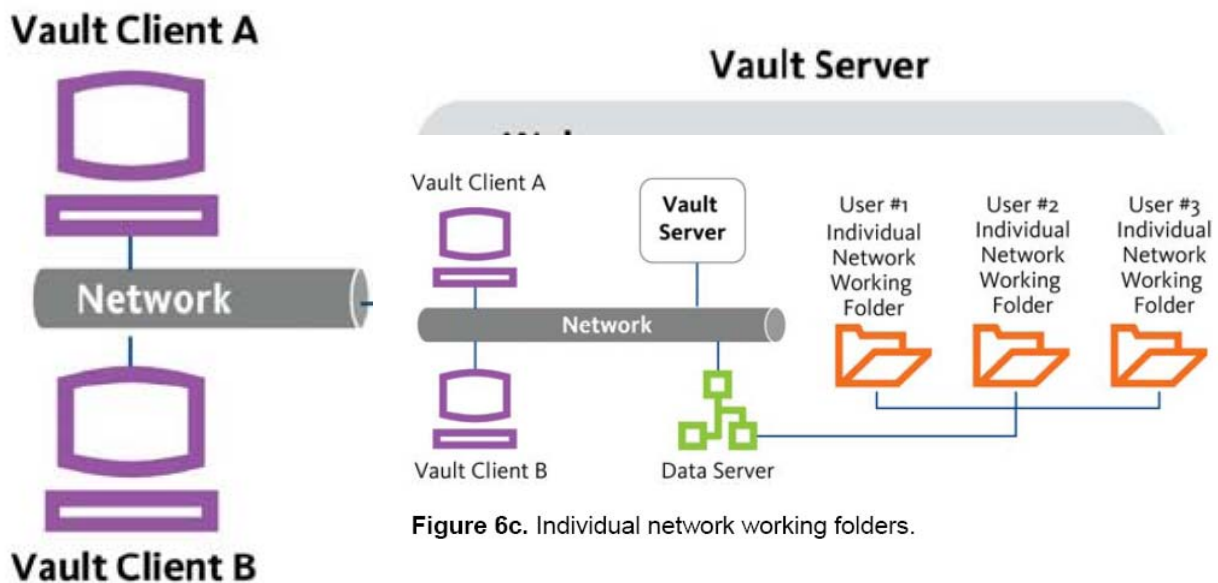 Vault Client A
Vault Server
Vault Client A
Vault
Server
User #1
Individual
Network
Working
Folder
User #2
Individual
Network
Working
Folder
User #3
Individual
Network
Working
Folder
Network
Network
Vault Client B
Data Server
Figure 6c. Individual network working folders.
Vault Client B